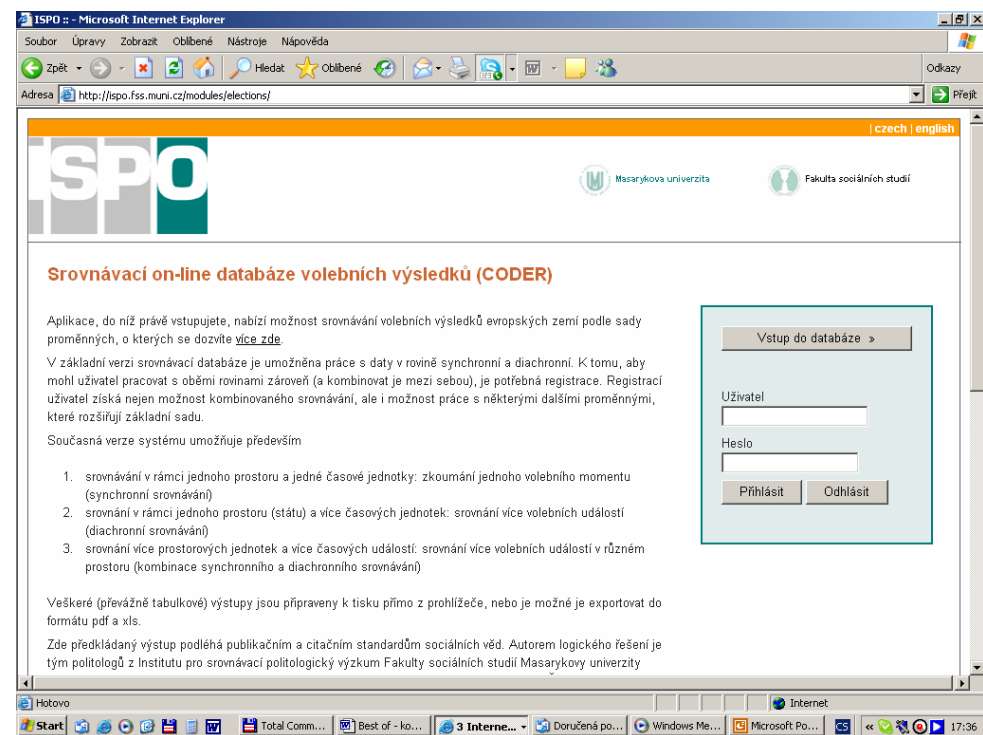 ISPO :: - Microsoft Internet Explorer
Soubor Úpravy Zobrazit Oblíbené Nástroje Nápověda
Zpět Hledat Oblíbené Odkazy
Adresa http://ispo.fss.muni.cz/modules/elections/ Přejít
| czech | english
ISPO
Masarykova univerzita Fakulta sociálních studií
Srovnávací on-line databáze volebních výsledků (CODER)
Aplikace, do níž právě vstupujete, nabízí možnost srovnávání volebních výsledků evropských zemí podle sady
proměnných, o kterých se dozvíte více zde.
V základní verzi srovnávací databáze je umožněna práce s daty v rovině synchronní a diachronní. K tomu, aby
mohl uživatel pracovat s oběmi rovinami zároveň (a kombinovat je mezi sebou), je potřebná registrace. Registrací
uživatel získá nejen možnost kombinovaného srovnávání, ale i možnost práce s některými dalšími proměnnými,
které rozšiřují základní sadu.
Současná verze systému umožňuje především
1. srovnávání v rámci jednoho prostoru a jedné časové jednotky: zkoumání jednoho volebního momentu
(synchronní srovnávání)
2. srovnání v rámci jednoho prostoru (státu) a více časových jednotek: srovnání více volebních událostí
(diachronní srovnávání)
3. srovnání více prostorových jednotek a více časových událostí: srovnání více volebních událostí v různém
prostoru (kombinace synchronního a diachronního srovnávání)
Veškeré (převážně tabulkové) výstupy jsou připraveny k tisku přímo z prohlížeče, nebo je možné je exportovat do
formátu pdf a xls.
Zde předkládaný výstup podléhá publikačním a citačním standardům sociálních věd. Autorem logického řešení je
tým politologů z Institutu pro srovnávací politologický výzkum Fakulty sociálních studií Masarykovy univerzity
Vstup do databáze »
Uživatel
Heslo
Přihlásit Odhlásit
Hotovo Internet
Start Total Comm... Best of - ko... 3 Interne... Doručená po... Windows Me... Microsoft Po... CS « 17:36